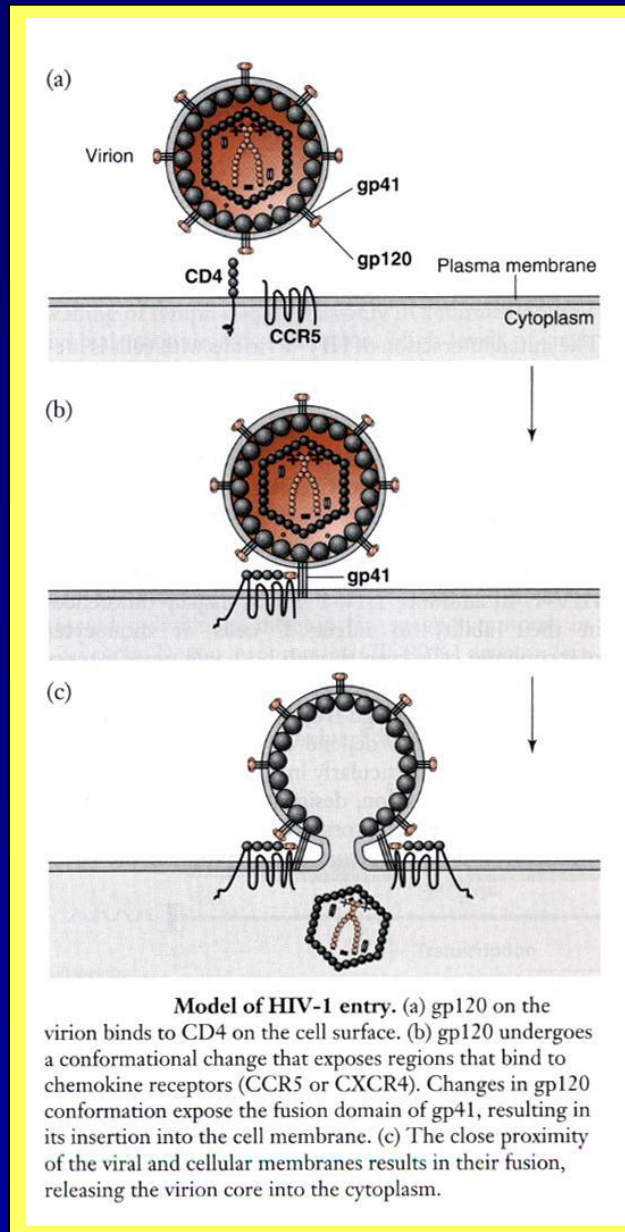 (a)
Virion
gp41
gp120
CD4
Plasma membrane
CCR5
Cytoplasm
(b)
gp41
(c)
Transcription
Model of HIV-1 entry. (a) gp120 on the
virion binds to CD4 on the cell surface. (b) gp120 undergoes
a conformational change that exposes regions that bind to
chemokine receptors (CCR5 or CXCR4). Changes in gp120
conformation expose the fusion domain of gp41, resulting in
its insertion into the cell membrane. (c) The close proximity
of the viral and cellular membranes results in their fusion,
releasing the virion core into the cytoplasm.